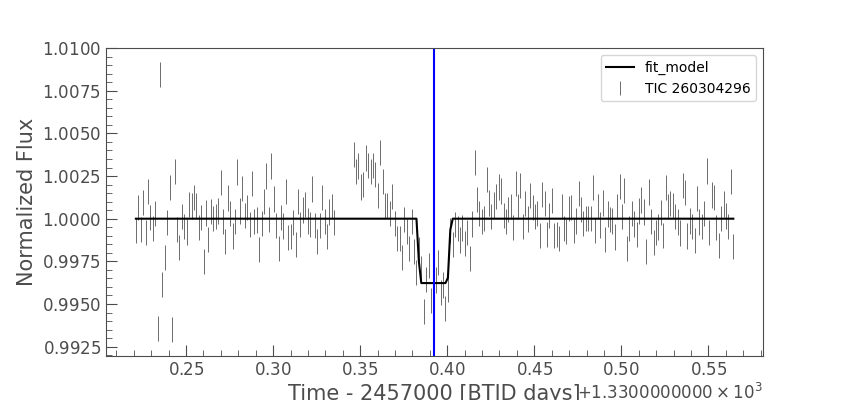 1.0100
1.0075
1.0050
1.0025
1.0000
0.9975
0.9950
0.9925
Normalized Flux
fit_model
TIC 260304296
0.25 0.30 0.35 0.40 0.45 0.50 0.55
Time - 2457000 [BTJD days]
+1.3300000000 × 10³